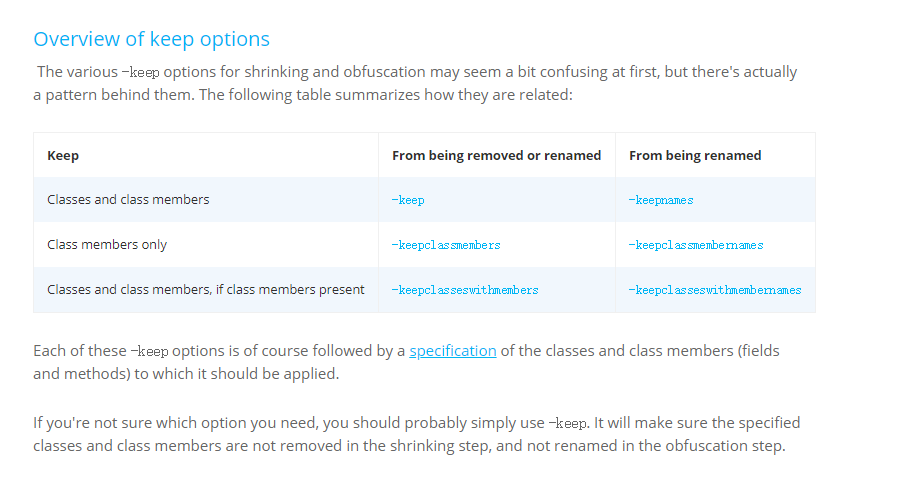 Overview of keep options
The various -keep options for shrinking and obfuscation may seem a bit confusing at first, but there's actually
a pattern behind them. The following table summarizes how they are related:
Keep From being removed or renamed From being renamed
Classes and class members -keep -keepnames
Class members only -keepclassmembers -keepclassmembernames
Classes and class members, if class members present -keepclasseswithmembers -keepclasseswithmembernames
Each of these -keep options is of course followed by a specification of the classes and class members (fields
and methods) to which it should be applied.
If you're not sure which option you need, you should probably simply use -keep. It will make sure the specified
classes and class members are not removed in the shrinking step, and not renamed in the obfuscation step.